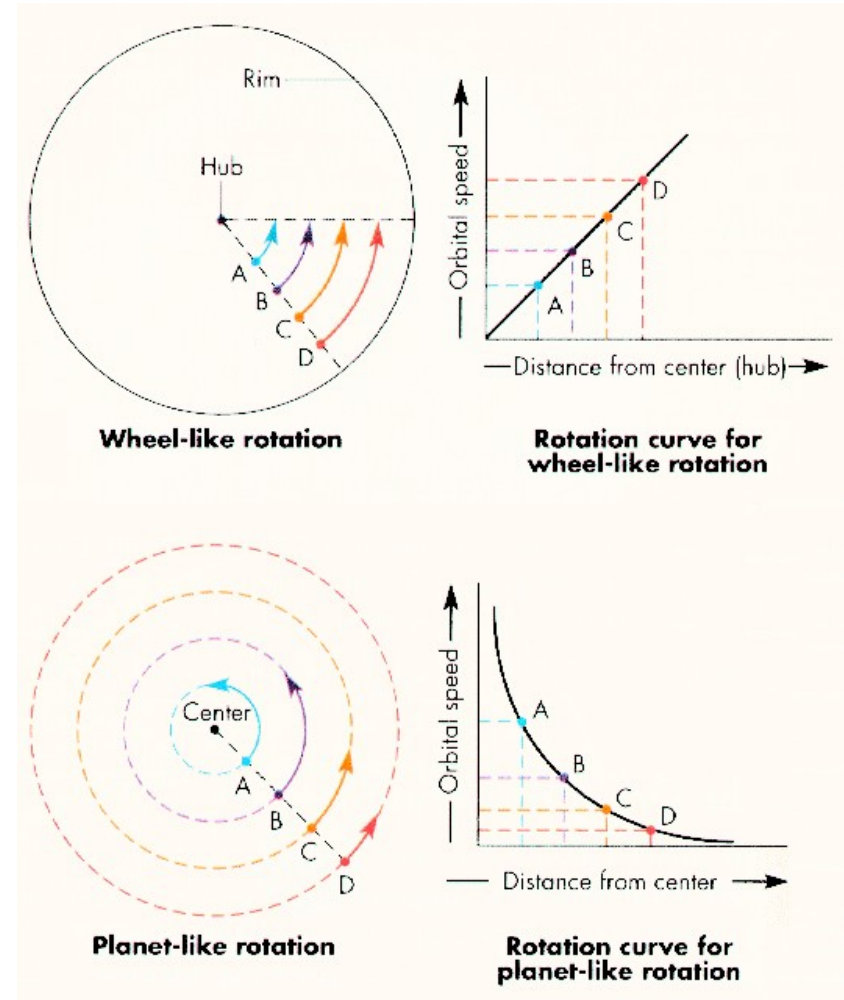 Rim
Hub
A
B
C
D
Orbital speed
D
C
B
A
Distance from center (hub)
Wheel-like rotation
Rotation curve for
wheel-like rotation
Center
A
B
C
D
Orbital speed
A
B
C
D
Distance from center
Planet-like rotation
Rotation curve for
planet-like rotation